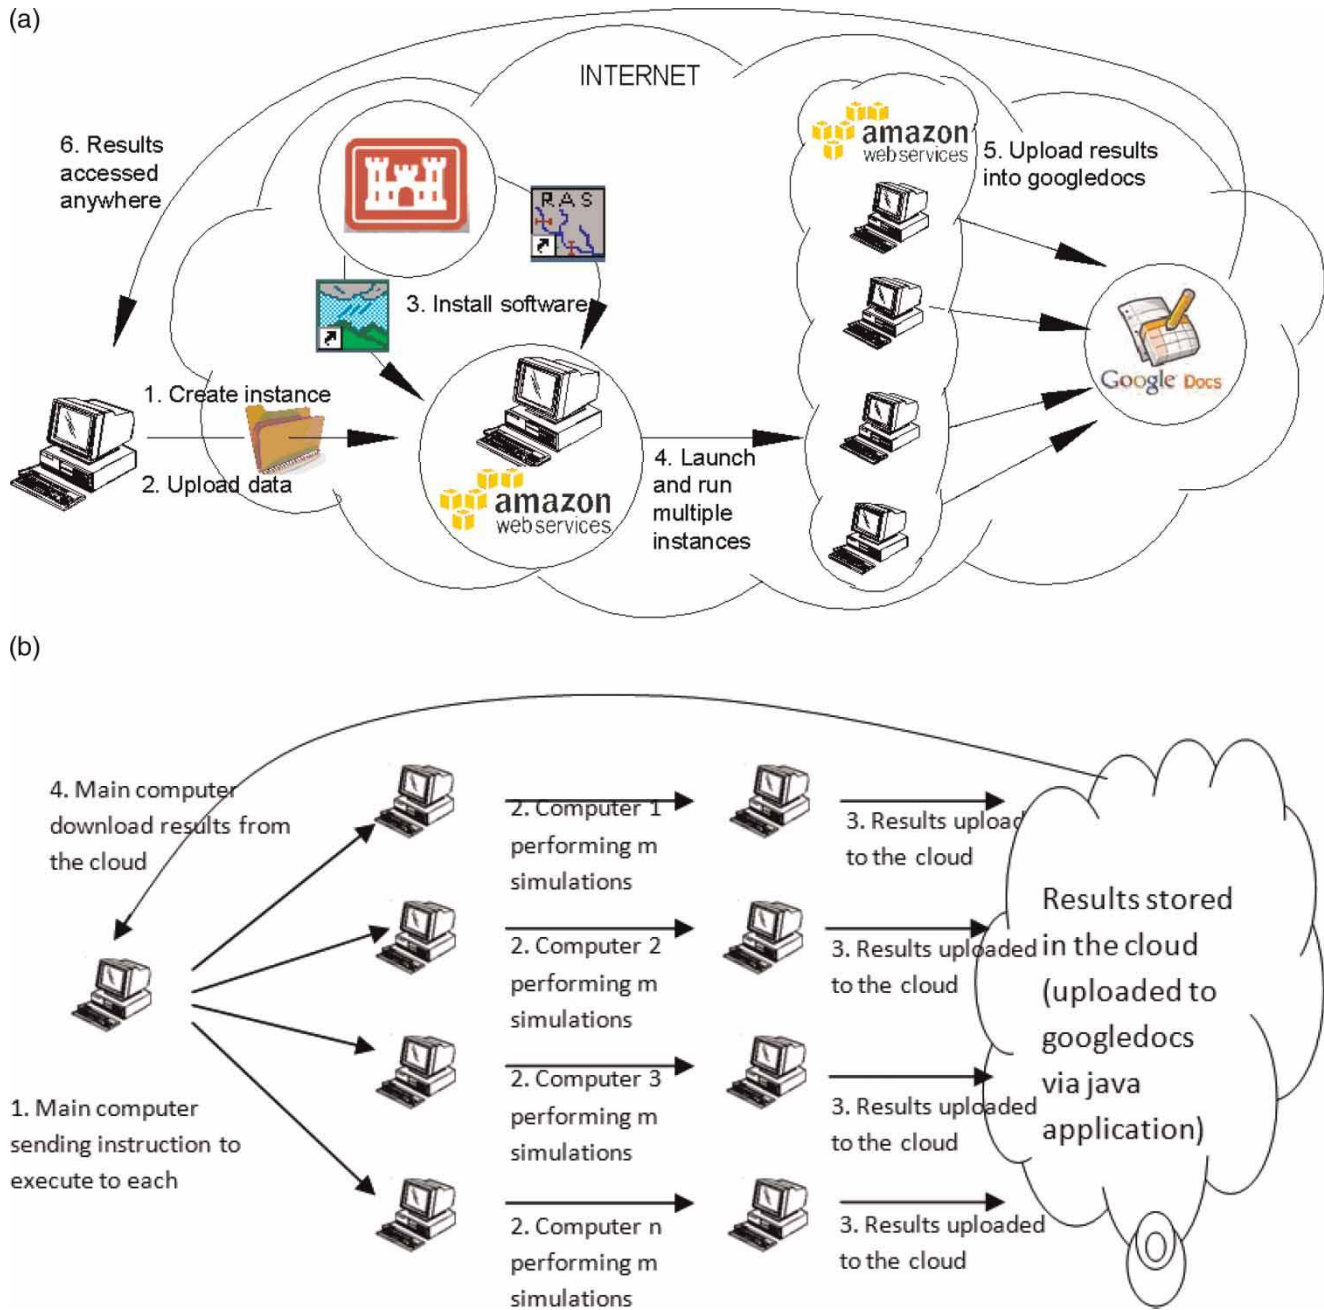 (a)
INTERNET
6. Results
accessed
anywhere
RAS
amazon
webservices
5. Upload results
into googledocs
3. Install software
Google Docs
1. Create instance
2. Upload data
amazon
webservices
4. Launch
and run
multiple
instances
(b)
4. Main computer
download results from
the cloud
2. Computer 1
performing m
simulations
3. Results upload
to the cloud
2. Computer 2
performing m
simulations
3. Results uploaded
to the cloud
Results stored
in the cloud
(uploaded to
googledocs
via java
application)
1. Main computer
sending instruction to
execute to each
2. Computer 3
performing m
simulations
3. Results uploaded
to the cloud
2. Computer n
performing m
simulations
3. Results uploaded
to the cloud